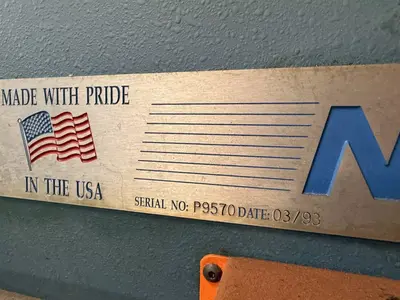 MADE WITH PRIDE
IN THE USA
N
SERIAL NO: P9570 DATE: 03/93